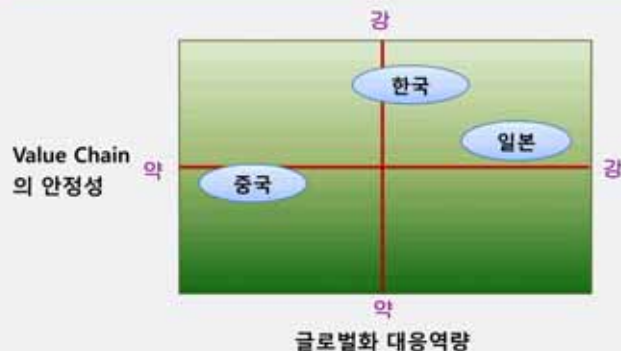 강
한국
일본
Value Chain
의 안정성
약
강
중국
약
글로벌화 대응역량